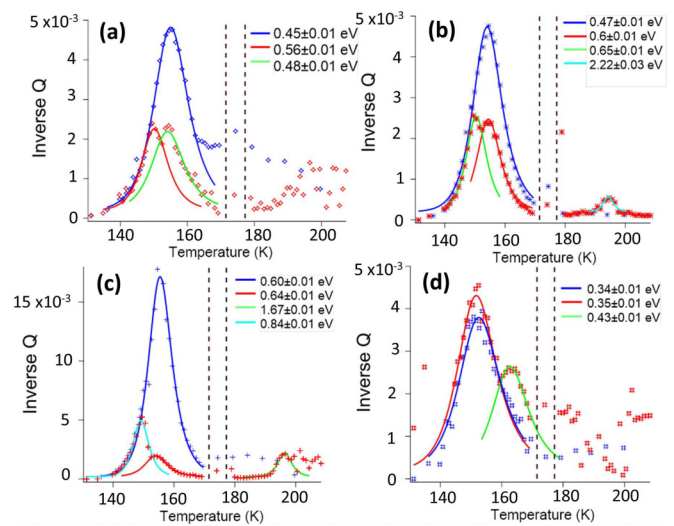 5 x10⁻³
(a)
0.45±0.01 eV
0.56±0.01 eV
0.48±0.01 eV
4
3
2
1
0
Inverse Q
140 160 180 200
Temperature (K)
5 x10⁻³
(b)
0.47±0.01 eV
0.6±0.01 eV
0.65±0.01 eV
2.22±0.03 eV
4
3
2
1
0
Inverse Q
140 160 180 200
Temperature (K)
15 x10⁻³
(c)
0.60±0.01 eV
0.64±0.01 eV
1.67±0.01 eV
0.84±0.01 eV
10
5
0
Inverse Q
140 160 180 200
Temperature (K)
5 x10⁻³
(d)
0.34±0.01 eV
0.35±0.01 eV
0.43±0.01 eV
4
3
2
1
0
Inverse Q
140 160 180 200
Temperature (K)